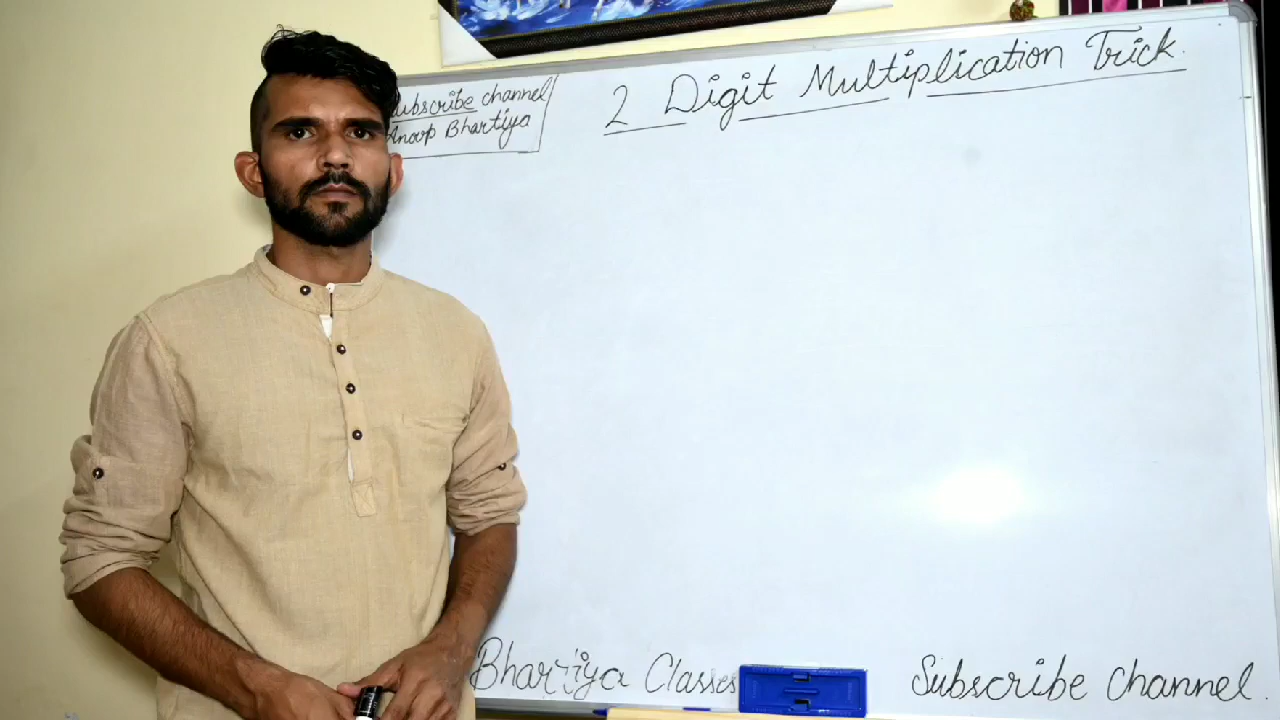 Subscribe channel
Anoop Bhartiya
2 Digit Multiplication Trick.
Bhartiya Classes
Subscribe Channel.